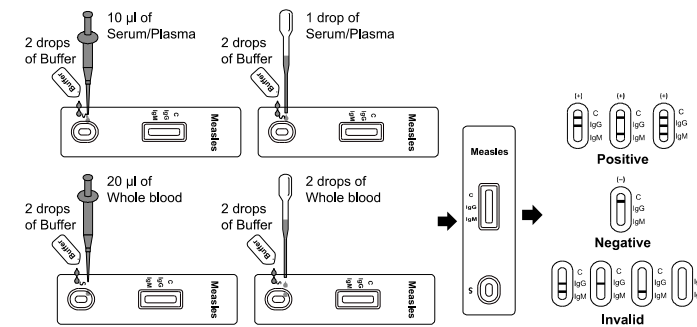 10 µl of
Serum/Plasma
2 drops
of Buffer
Buffer
S
C
IgG
IgM
Measles
1 drop of
Serum/Plasma
2 drops
of Buffer
Buffer
S
C
IgG
IgM
Measles
20 µl of
Whole blood
2 drops
of Buffer
Buffer
S
C
IgG
IgM
Measles
2 drops of
Whole blood
2 drops
of Buffer
Buffer
S
C
IgG
IgM
Measles
Measles
C
IgG
IgM
S
(+) (+) (+)
C C C
IgG IgG IgG
IgM IgM IgM
Positive
(-)
C
IgG
IgM
Negative
C C C
IgG IgG IgG
IgM IgM IgM
Invalid